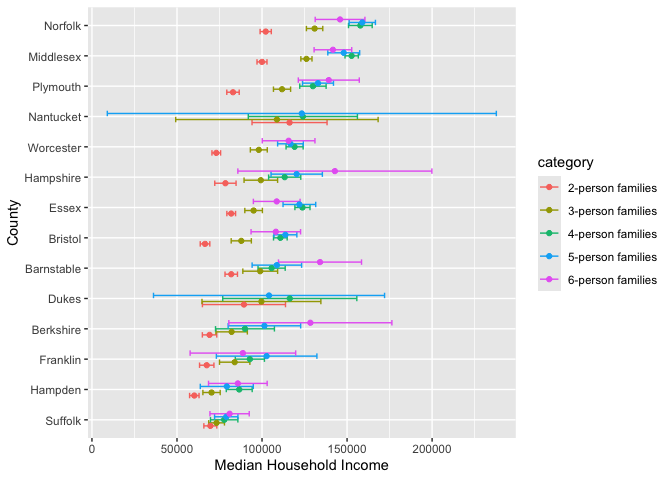 Norfolk
Middlesex
Plymouth
Nantucket
Worcester
Hampshire
Essex
Bristol
Barnstable
Dukes
Berkshire
Franklin
Hampden
Suffolk
County
0 50000 100000 150000 200000
Median Household Income
category
2-person families
3-person families
4-person families
5-person families
6-person families